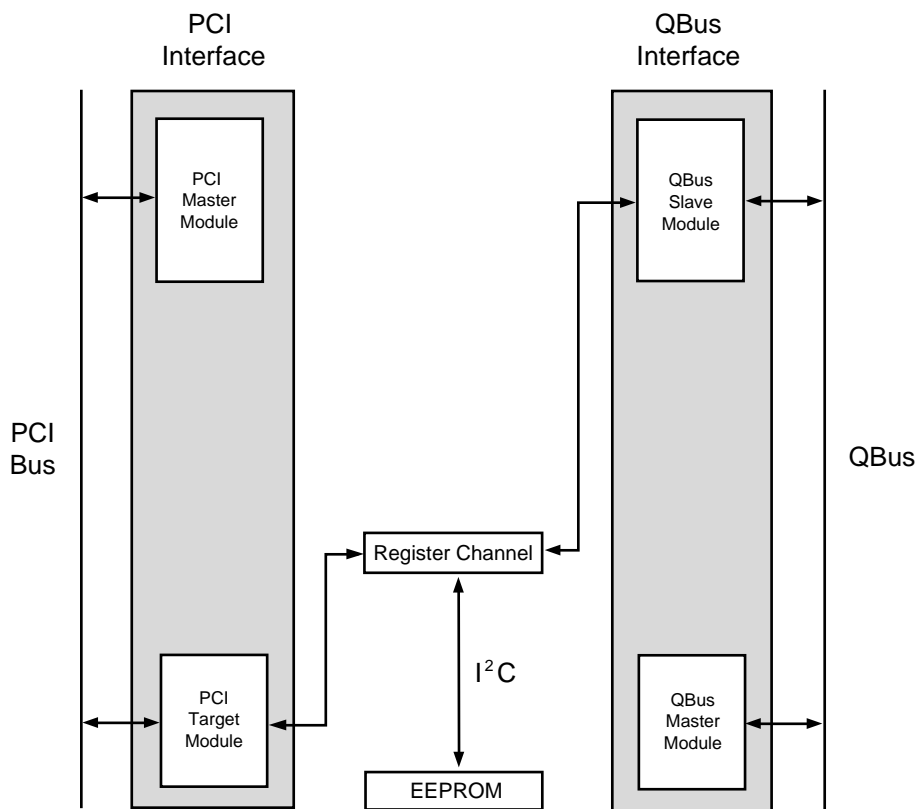 PCI
Interface
QBus
Interface
PCI
Master
Module
QBus
Slave
Module
PCI
Bus
QBus
Register Channel
I²C
PCI
Target
Module
QBus
Master
Module
EEPROM